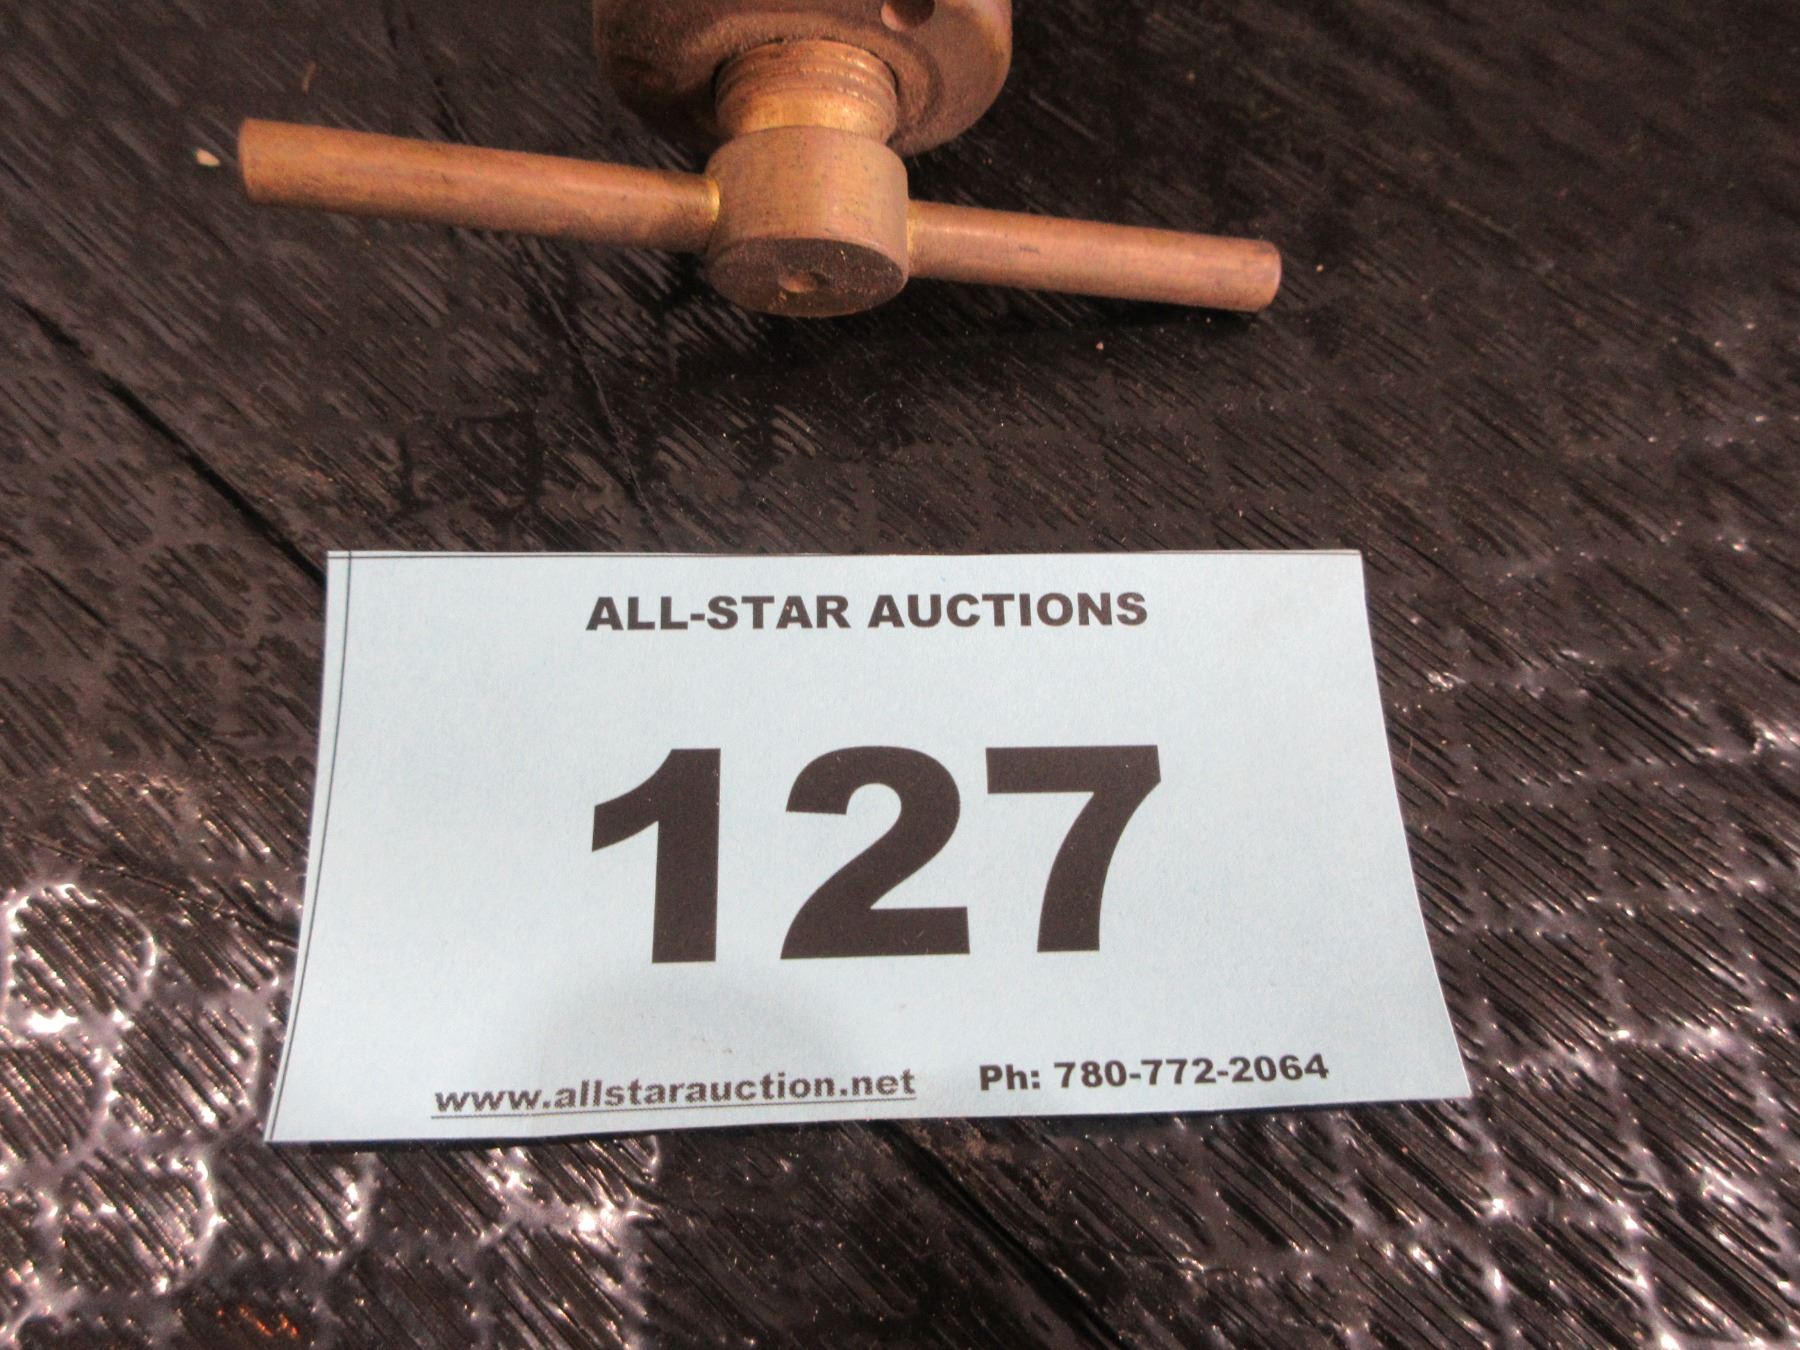 ALL-STAR AUCTIONS
127
www.allstarauction.net Ph: 780-772-2064